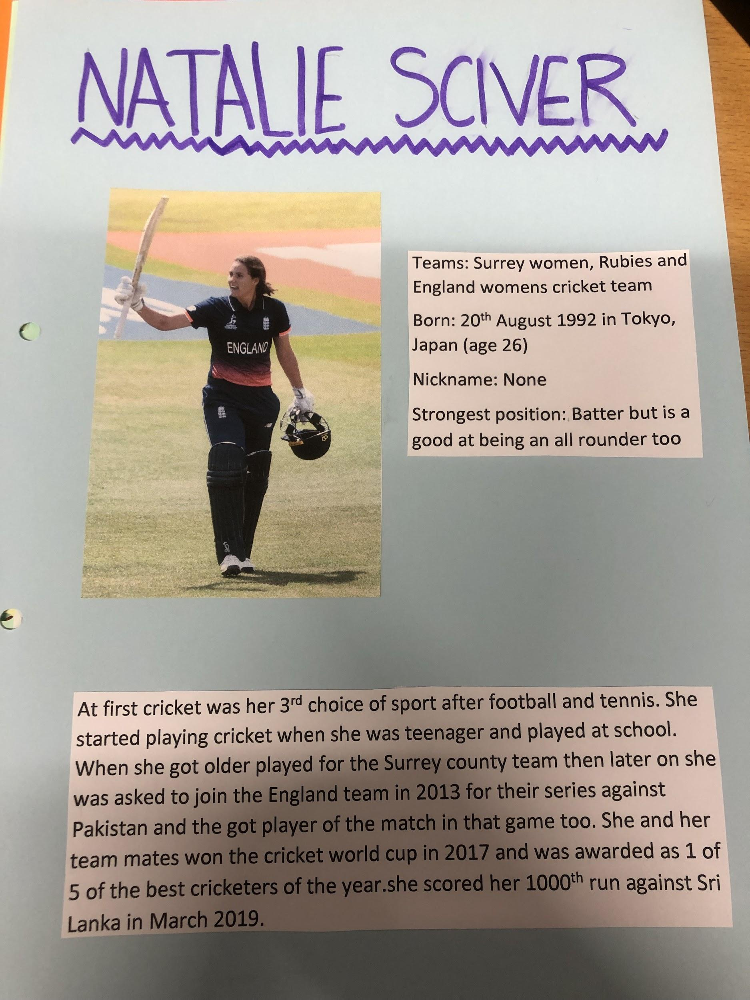 NATALIE SCIVER
ENGLAND
Teams: Surrey women, Rubies and
England womens cricket team
Born: 20th August 1992 in Tokyo,
Japan (age 26)
Nickname: None
Strongest position: Batter but is a
good at being an all rounder too
At first cricket was her 3rd choice of sport after football and tennis. She
started playing cricket when she was teenager and played at school.
When she got older played for the Surrey county team then later on she
was asked to join the England team in 2013 for their series against
Pakistan and the got player of the match in that game too. She and her
team mates won the cricket world cup in 2017 and was awarded as 1 of
5 of the best cricketers of the year.she scored her 1000th run against Sri
Lanka in March 2019.